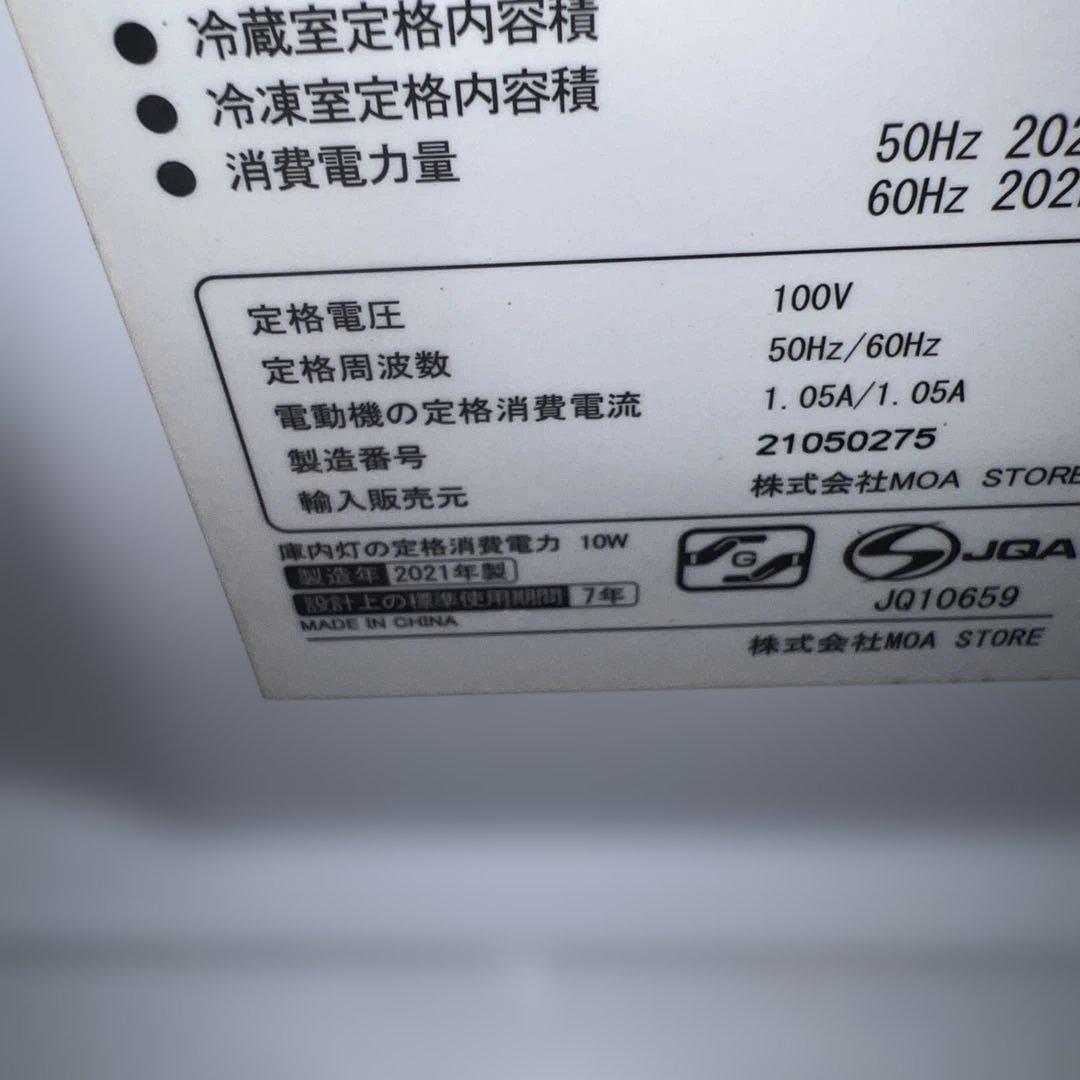 ● 冷蔵室定格内容積
● 冷凍室定格内容積
● 消費電力量
50Hz 202
60Hz 202
定格電圧 100V
定格周波数 50Hz/60Hz
電動機の定格消費電流 1.05A/1.05A
製造番号 21050275
輸入販売元 株式会社MOA STORE
庫内灯の定格消費電力 10W
製造年 2021年製
設計上の標準使用期間 7年
MADE IN CHINA
G
JQA
JQ10659
株式会社MOA STORE